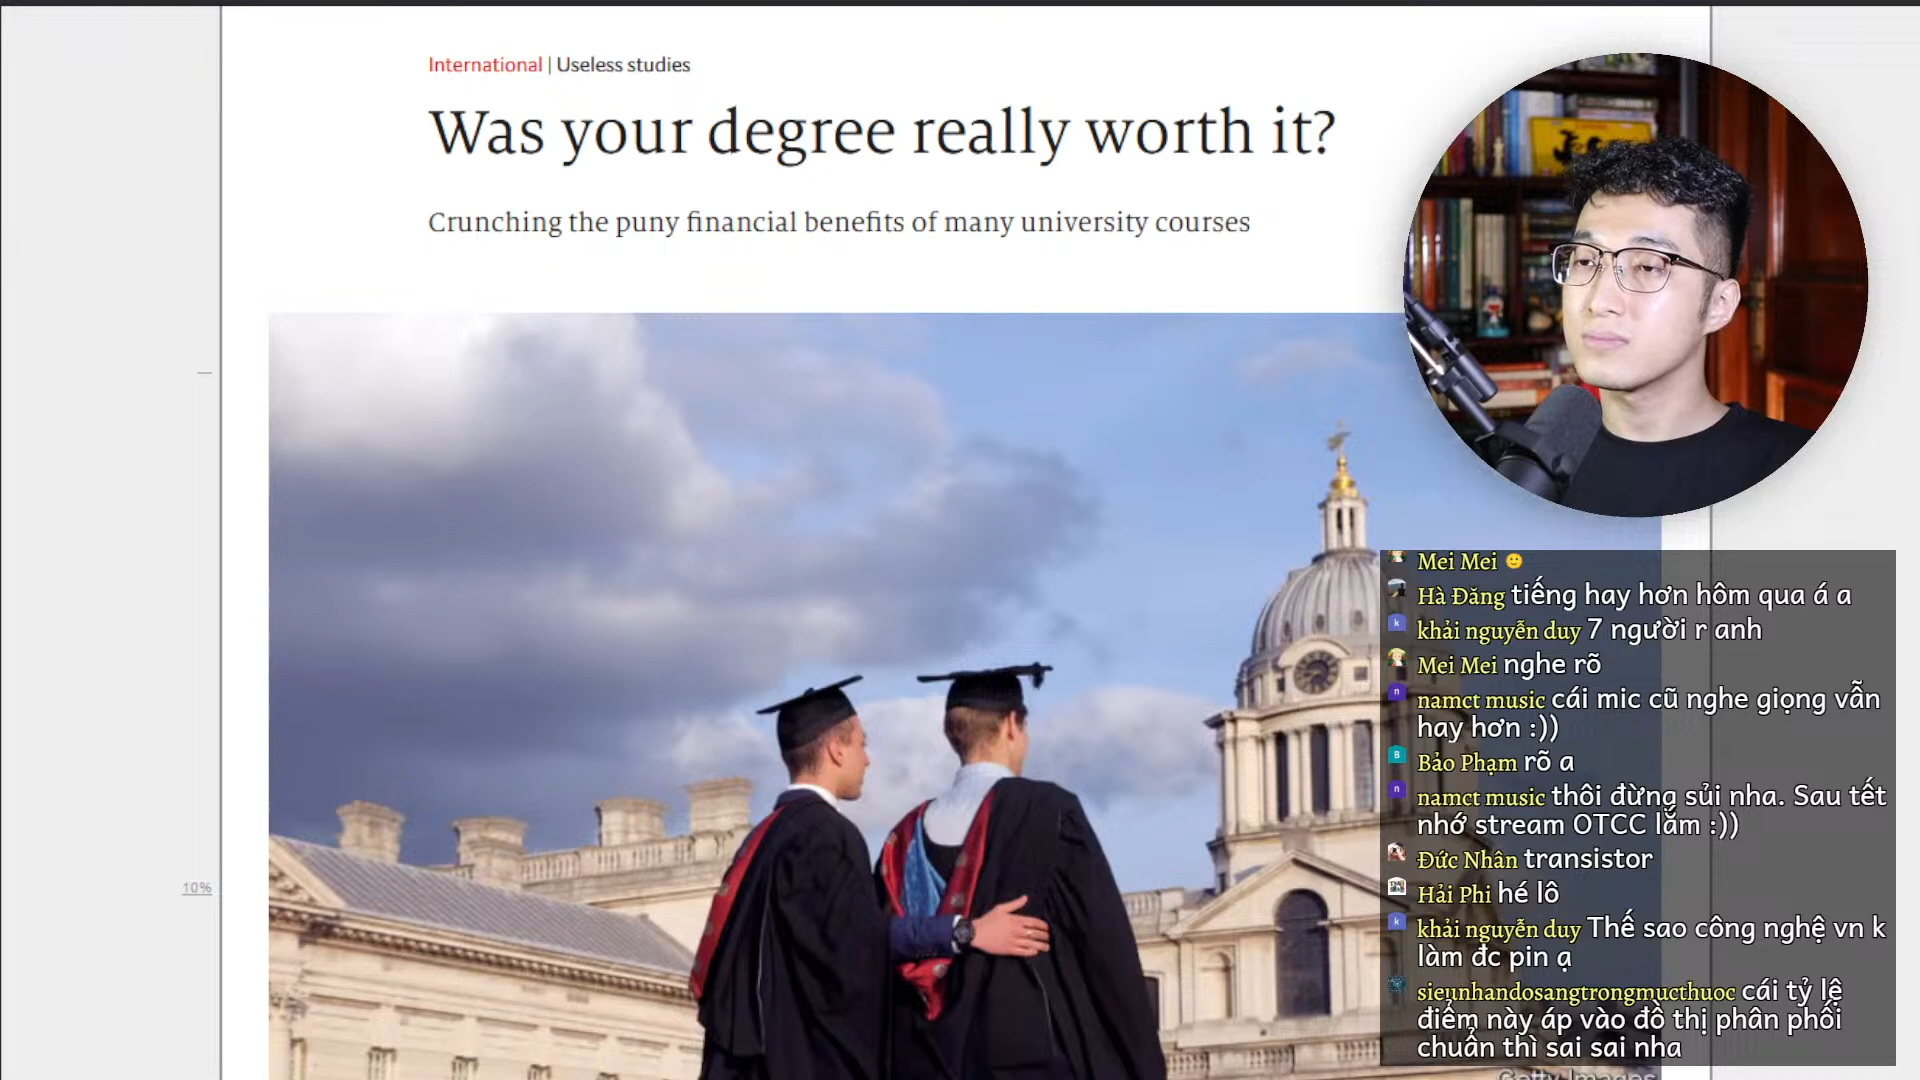 International | Useless studies
Was your degree really worth it?
Crunching the puny financial benefits of many university courses
Mei Mei 🙂
Hà Đăng tiếng hay hơn hôm qua á a
khải nguyễn duy 7 người r anh
Mei Mei nghe rõ
namct music cái mic cũ nghe giọng vẫn
hay hơn :))
Bảo Phạm rõ a
namct music thôi đừng sủi nha. Sau tết
nhớ stream OTCC lắm :))
Đức Nhân transistor
Hải Phi hé lô
10%
khải nguyễn duy Thế sao công nghệ vn k
làm đc pin ạ
sieunhandosangtrongmucthuoc cái tỷ lệ
điểm này áp vào đồ thị phân phối
chuẩn thì sai sai nha
Getty Images